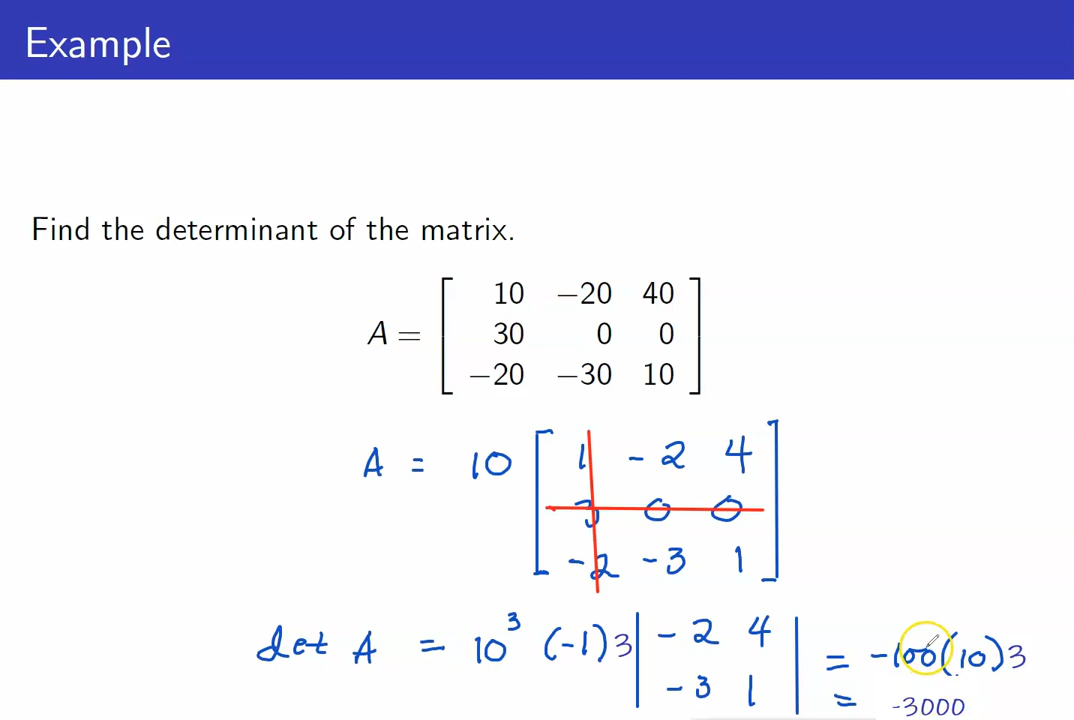 Example
Find the determinant of the matrix.
10 −20 40
A = 30 0 0
−20 −30 10
1 -2 4
A = 10 3 0 0
-2 -3 1
det A = 10³ (-1) 3 | -2 4 | = -100(10)3
-3 1 = -3000